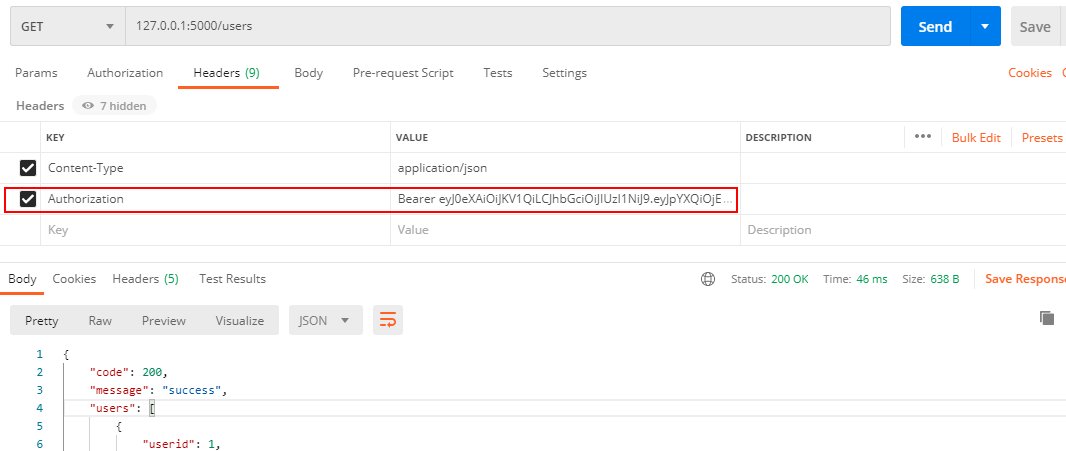 GET 127.0.0.1:5000/users Send Save
Params Authorization Headers (9) Body Pre-request Script Tests Settings Cookies
Headers 7 hidden
KEY VALUE DESCRIPTION ••• Bulk Edit Presets
Content-Type application/json
Authorization Bearer eyJ0eXAiOiJKV1QiLCJhbGciOiJIUzI1NiJ9.eyJpYXQiOjE...
Key Value Description
Body Cookies Headers (5) Test Results Status: 200 OK Time: 46 ms Size: 638 B Save Respons
Pretty Raw Preview Visualize JSON
1 {
2 "code": 200,
3 "message": "success",
4 "users": [
5 {
6 "userid": 1,